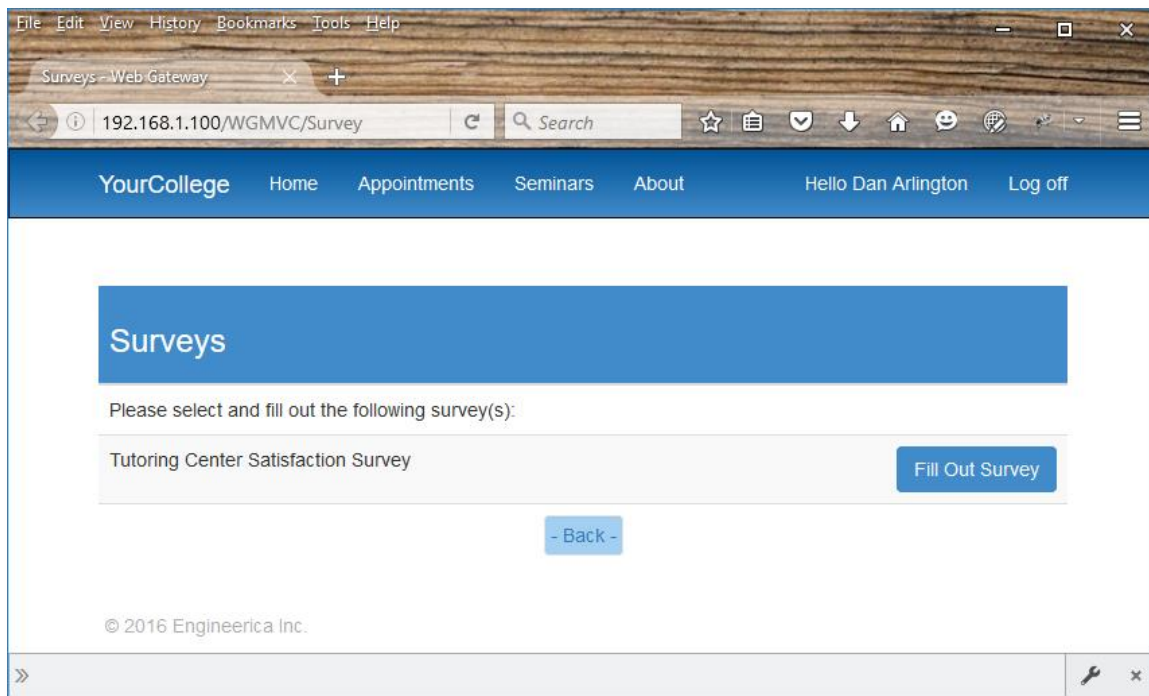 File Edit View History Bookmarks Tools Help
Surveys - Web Gateway
192.168.1.100/WGMVC/Survey Search
YourCollege Home Appointments Seminars About Hello Dan Arlington Log off
Surveys
Please select and fill out the following survey(s):
Tutoring Center Satisfaction Survey Fill Out Survey
- Back -
© 2016 Engineerica Inc.